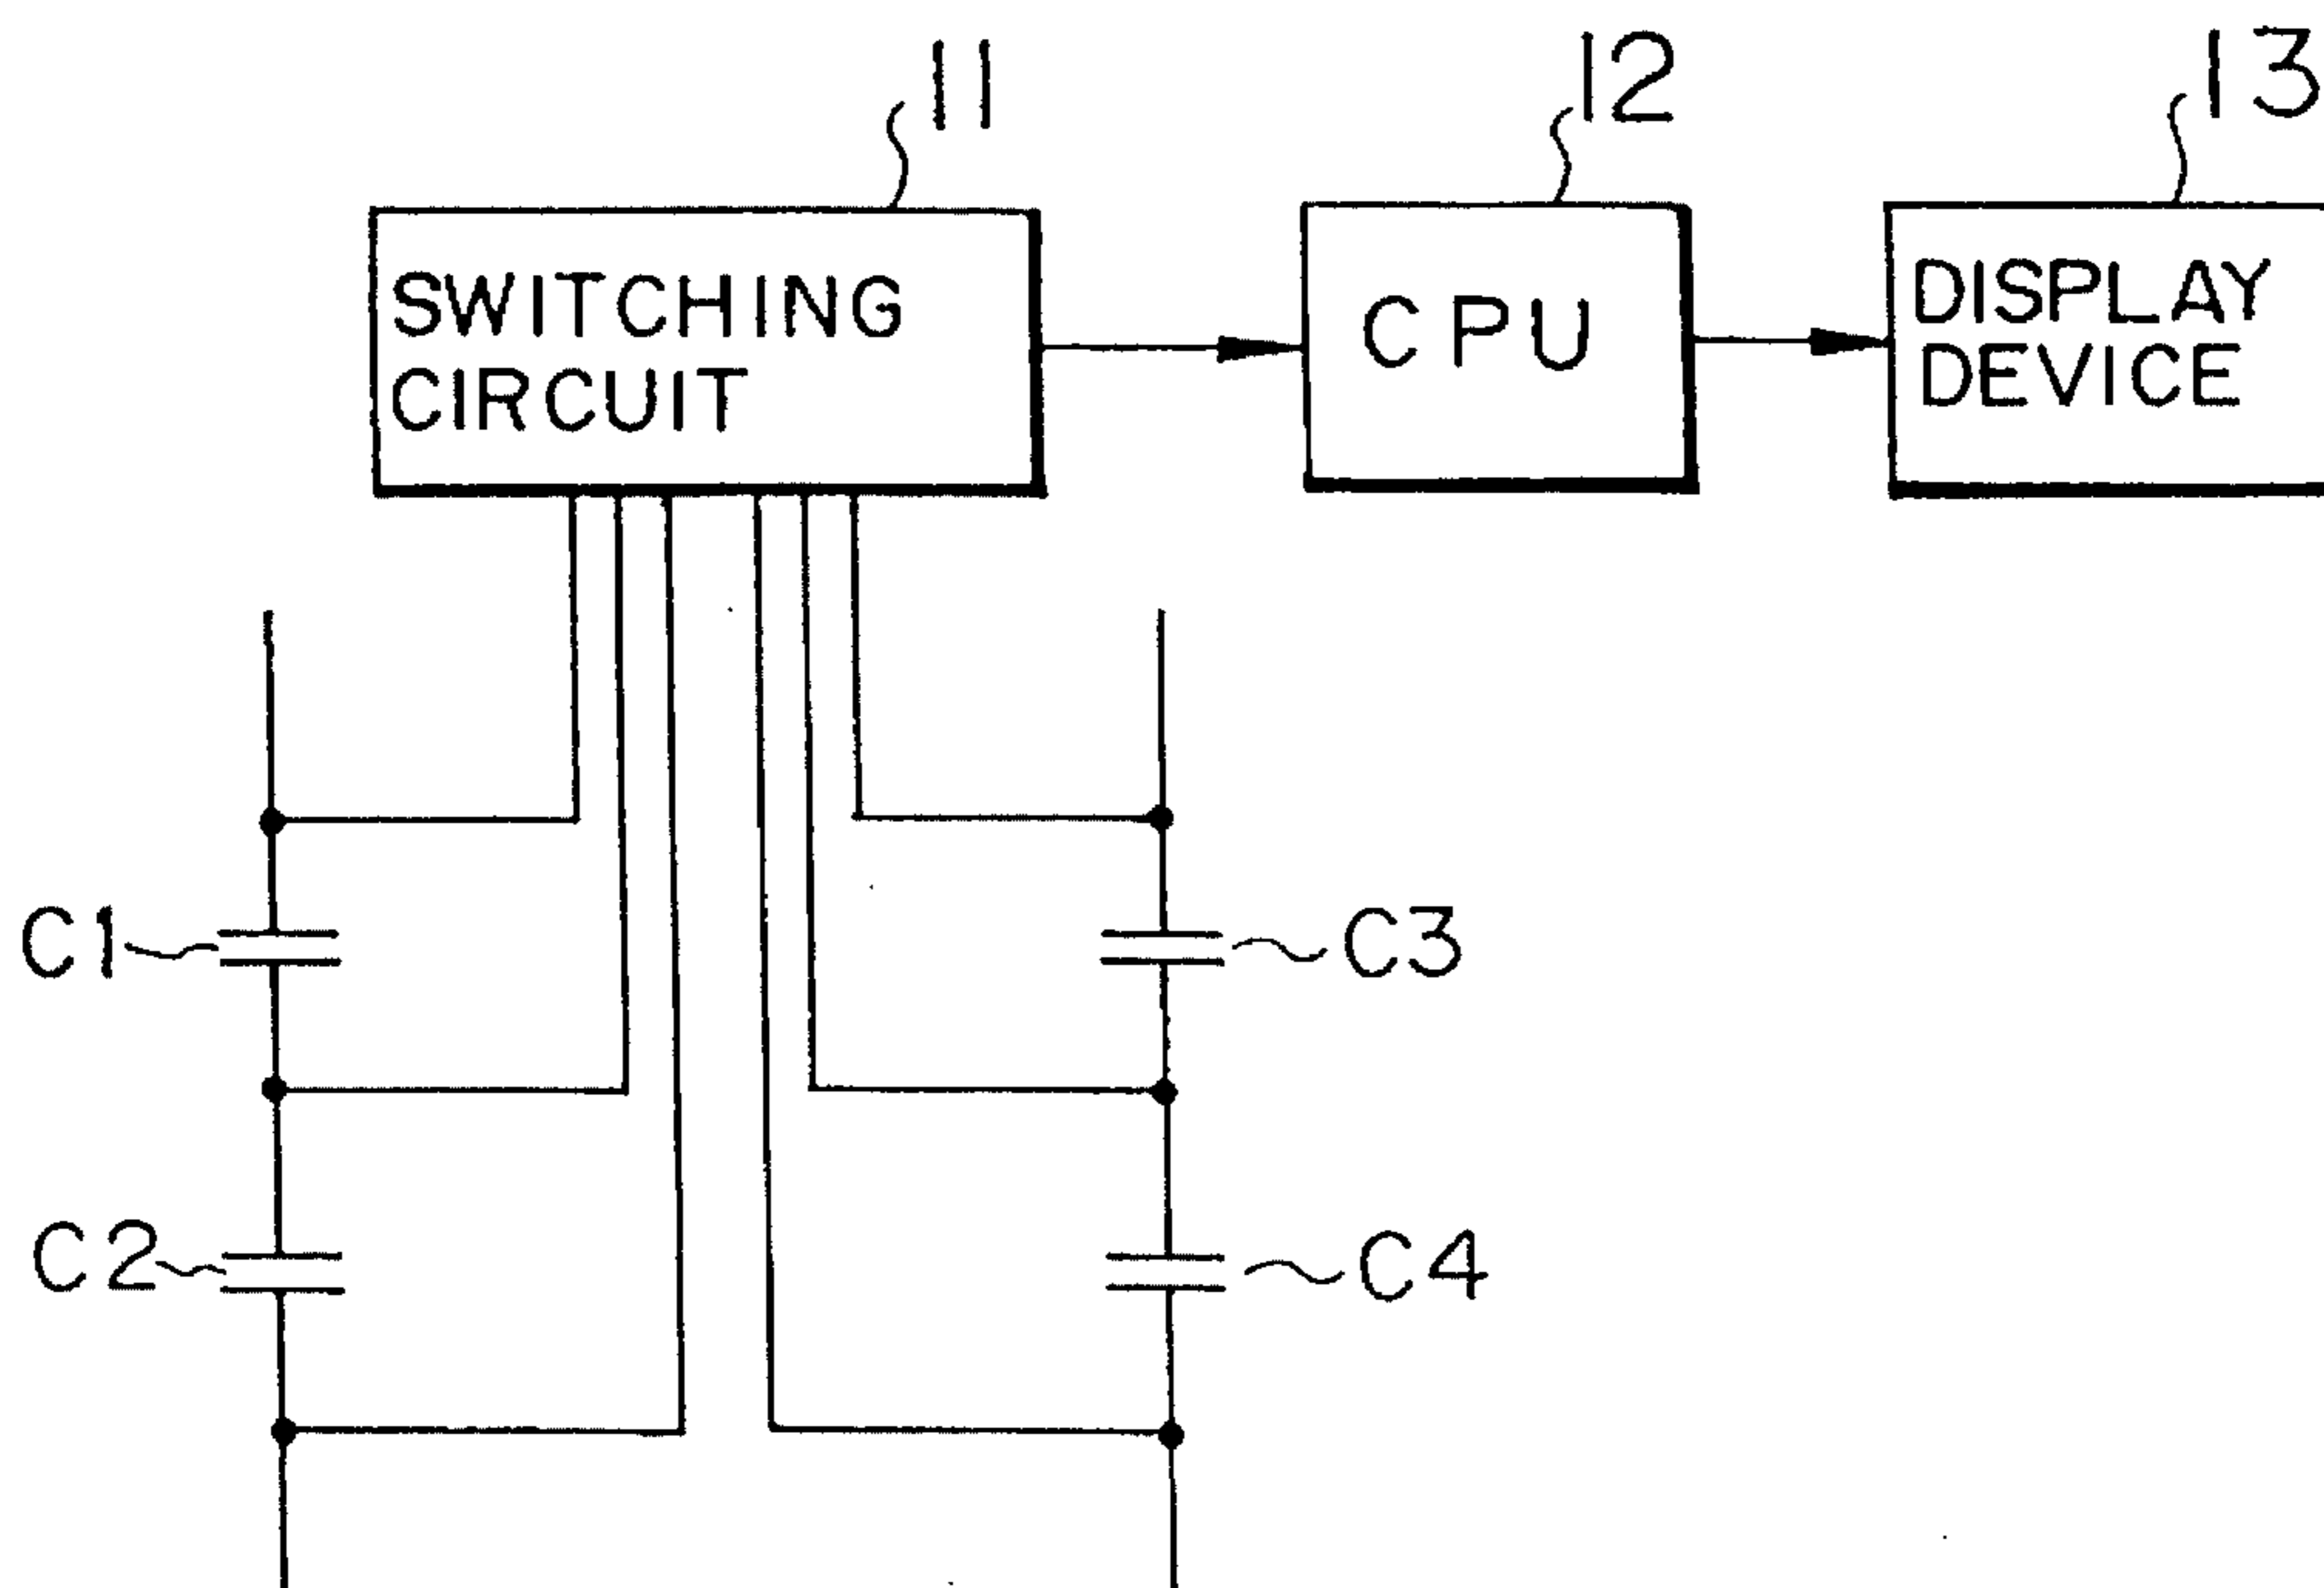 11
12
13
SWITCHING
CIRCUIT
CPU
DISPLAY
DEVICE
C1
C3
C2
C4